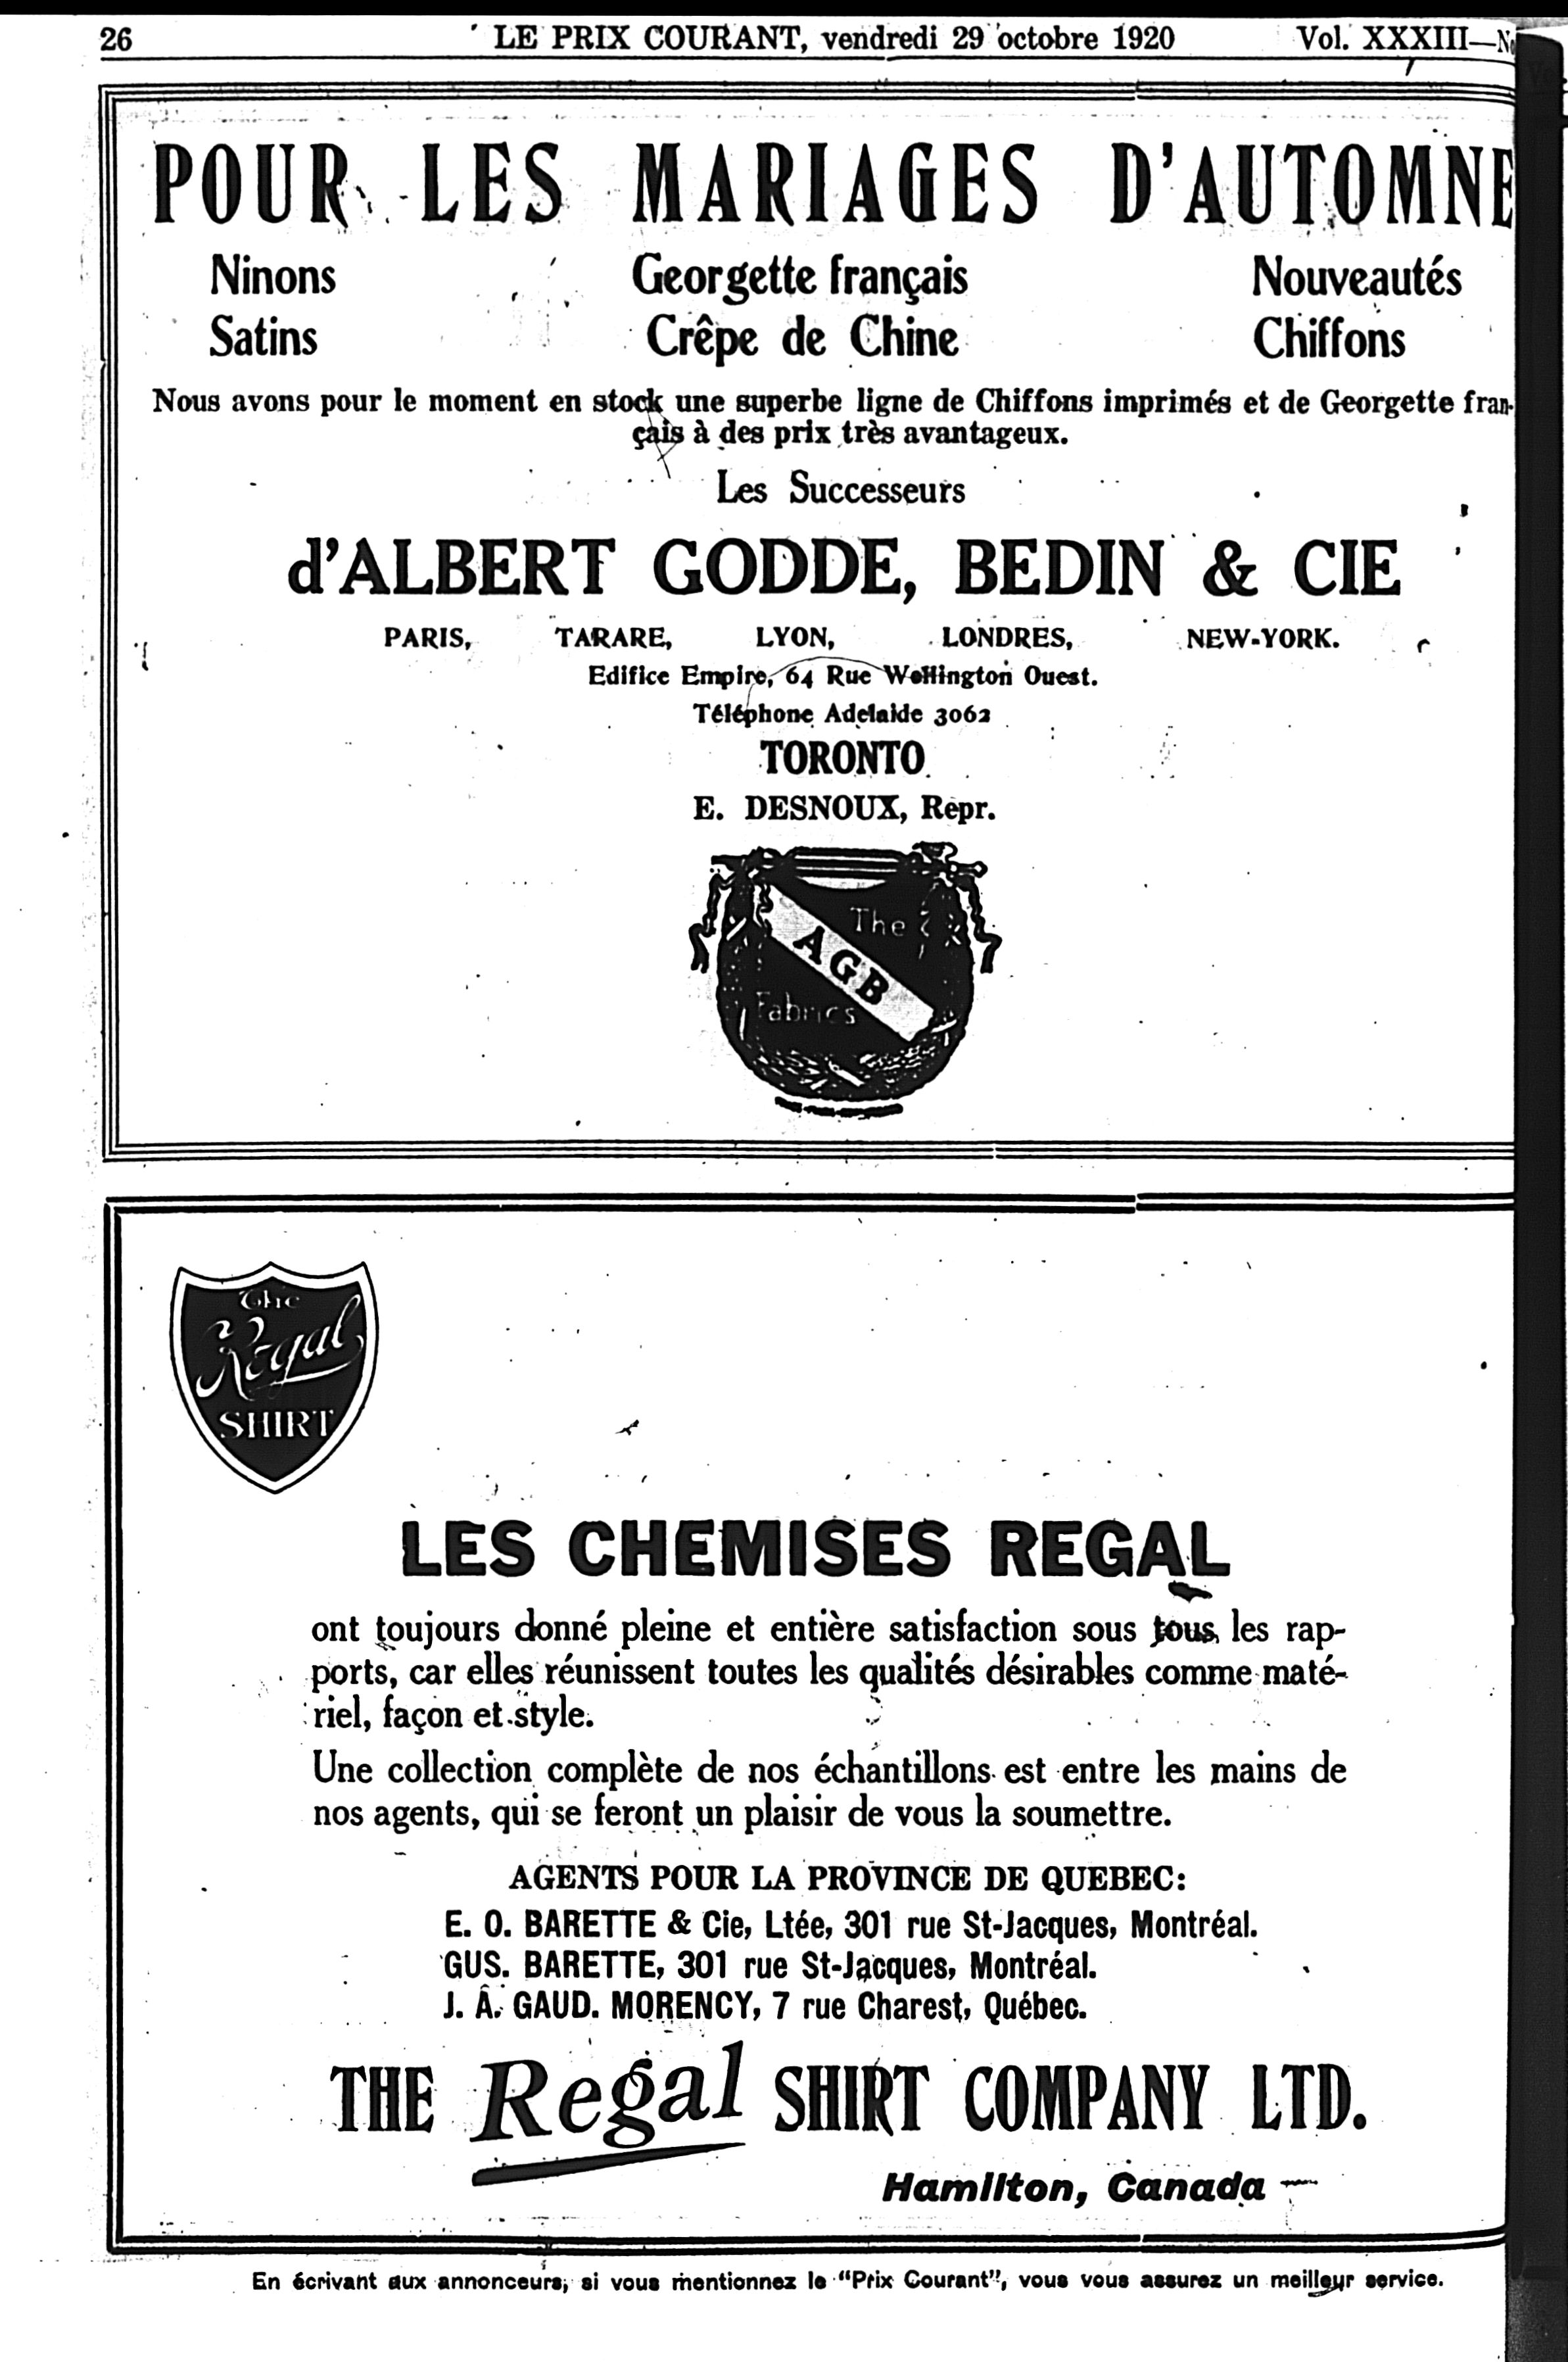 26 LE PRIX COURANT, vendredi 29 octobre 1920 Vol. XXXIII—No
POUR LES MARIAGES D'AUTOMNE
Ninons Georgette français Nouveautés
Satins Crêpe de Chine Chiffons
Nous avons pour le moment en stock une superbe ligne de Chiffons imprimés et de Georgette fran-
çais à des prix très avantageux.
Les Successeurs
d'ALBERT GODDE, BEDIN & CIE
PARIS, TARARE, LYON, LONDRES, NEW-YORK.
Edifice Empire, 64 Rue Wellington Ouest.
Téléphone Adelaide 3062
TORONTO
E. DESNOUX, Repr.
The
AGB
Fabrics
The
Regal
SHIRT
LES CHEMISES REGAL
ont toujours donné pleine et entière satisfaction sous tous les rap-
ports, car elles réunissent toutes les qualités désirables comme maté-
riel, façon et style.
Une collection complète de nos échantillons est entre les mains de
nos agents, qui se feront un plaisir de vous la soumettre.
AGENTS POUR LA PROVINCE DE QUEBEC:
E. O. BARETTE & Cie, Ltée, 301 rue St-Jacques, Montréal.
GUS. BARETTE, 301 rue St-Jacques, Montréal.
J. A. GAUD. MORENCY, 7 rue Charest, Québec.
THE Regal SHIRT COMPANY LTD.
Hamilton, Canada
En écrivant aux annonceurs, si vous mentionnez le "Prix Courant", vous vous assurez un meilleur service.